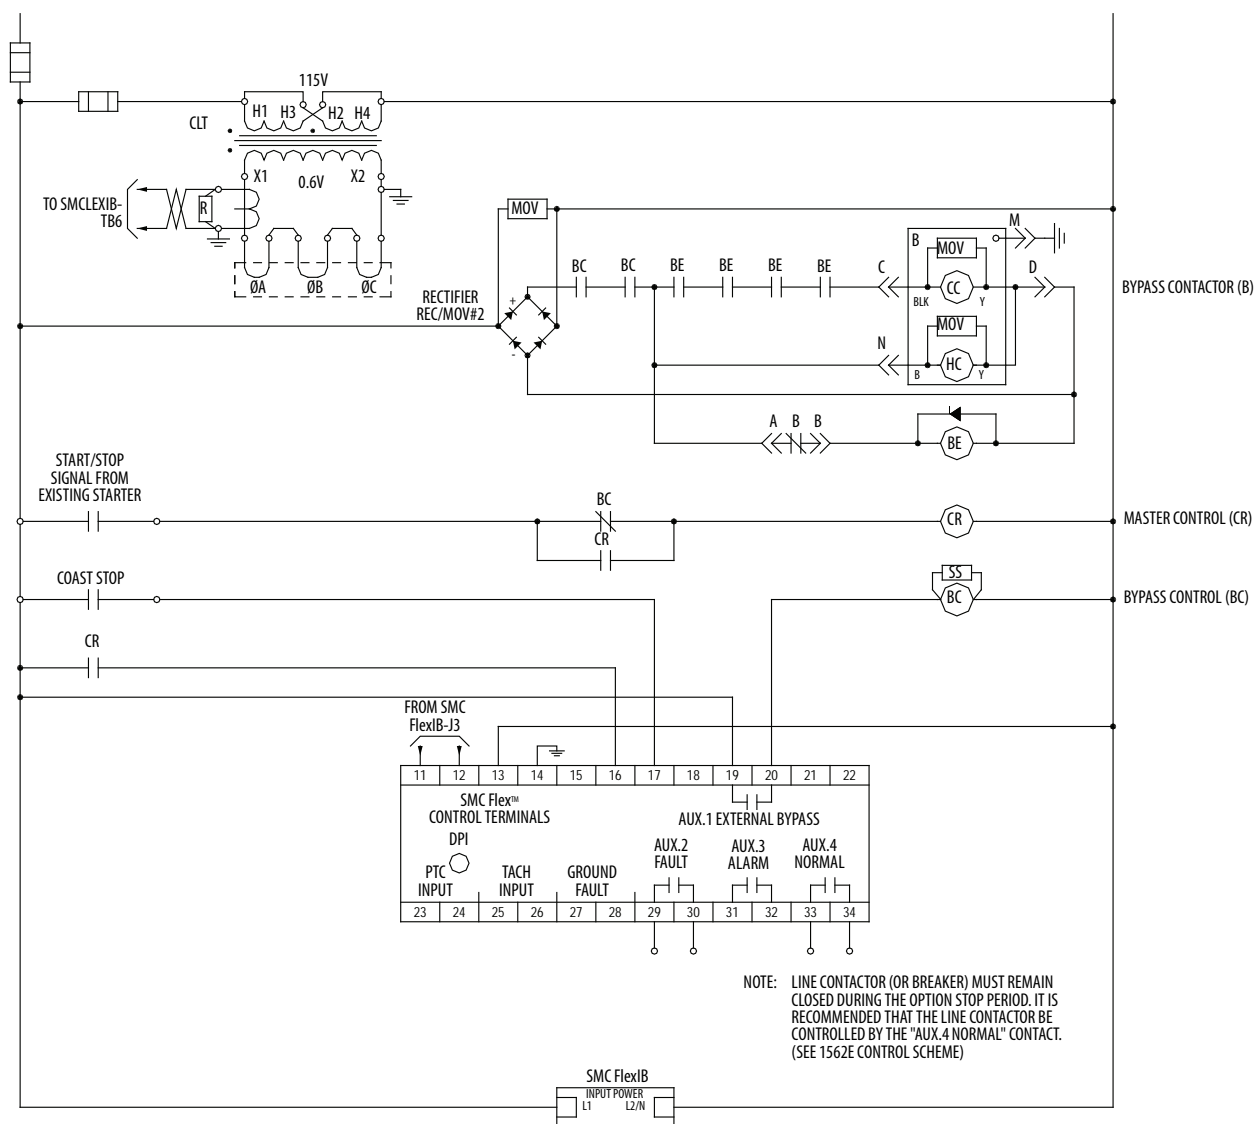 115V
H1 H3 H2 H4
CLT
X1 0.6V X2
TO SMCLEXIB-
TB6
R
ØA ØB ØC
MOV
RECTIFIER
REC/MOV#2
+
-
BC BC BE BE BE BE C
B MOV
M
CC
BLK Y
D
BYPASS CONTACTOR (B)
MOV
N
HC
B Y
A B B
BE
START/STOP
SIGNAL FROM
EXISTING STARTER
BC
CR
CR
MASTER CONTROL (CR)
COAST STOP
SS
BC
BYPASS CONTROL (BC)
CR
FROM SMC
FlexIB-J3
11 12 13 14 15 16 17 18 19 20 21 22
SMC Flex™
CONTROL TERMINALS
AUX.1 EXTERNAL BYPASS
DPI
AUX.2
FAULT
AUX.3
ALARM
AUX.4
NORMAL
PTC
INPUT
TACH
INPUT
GROUND
FAULT
23 24 25 26 27 28 29 30 31 32 33 34
NOTE: LINE CONTACTOR (OR BREAKER) MUST REMAIN
CLOSED DURING THE OPTION STOP PERIOD. IT IS
RECOMMENDED THAT THE LINE CONTACTOR BE
CONTROLLED BY THE "AUX.4 NORMAL" CONTACT.
(SEE 1562E CONTROL SCHEME)
SMC FlexIB
INPUT POWER
L1 L2/N